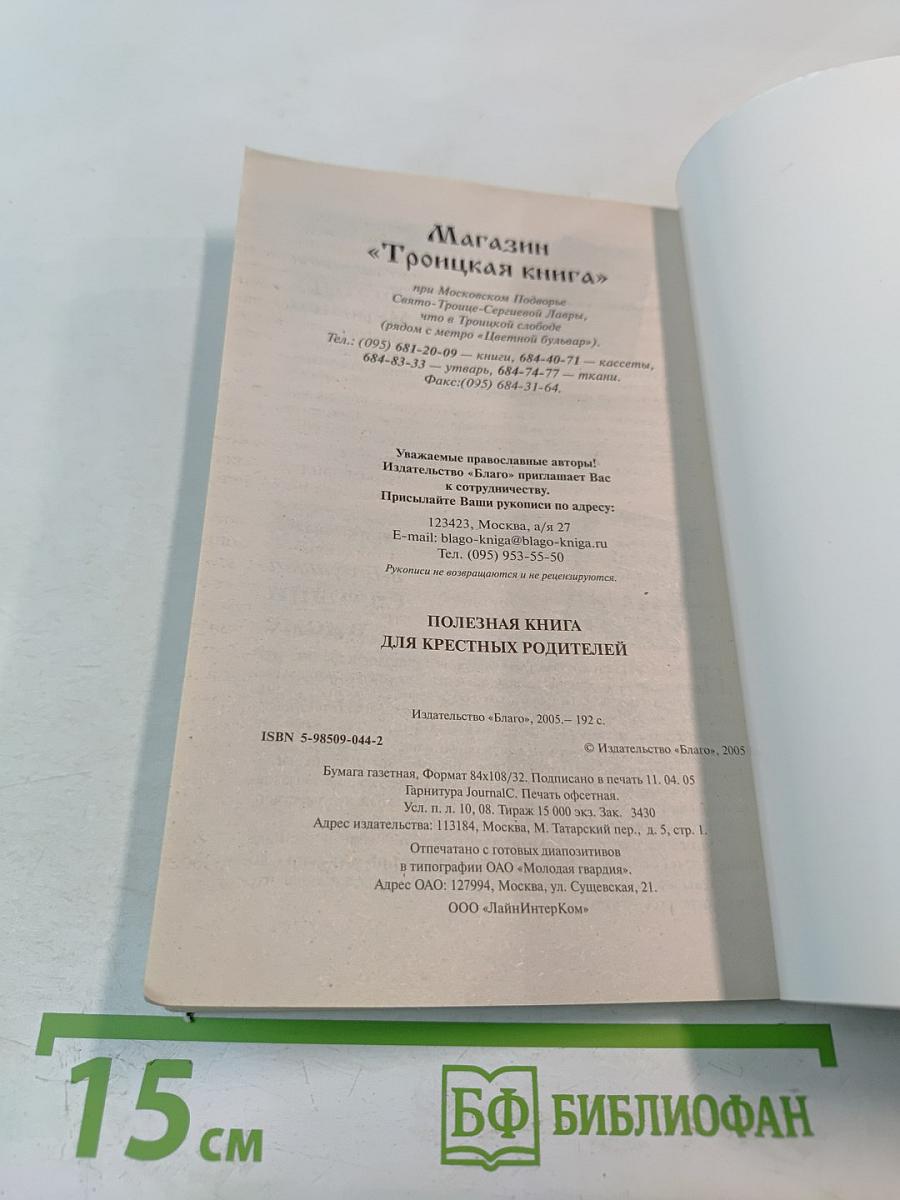 Магазин
«Троицкая книга»
при Московском Подворье
Свято-Троице-Сергиевой Лавры,
что в Троицкой слободе
(рядом с метро «Цветной бульвар»).
Тел.: (095) 681-20-09 — книги, 684-40-71 — кассеты,
684-83-33 — утварь, 684-74-77 — ткани.
Факс:(095) 684-31-64.
Уважаемые православные авторы!
Издательство «Благо» приглашает Вас
к сотрудничеству.
Присылайте Ваши рукописи по адресу:
123423, Москва, а/я 27
E-mail: blago-kniga@blago-kniga.ru
Тел. (095) 953-55-50
Рукописи не возвращаются и не рецензируются.
ПОЛЕЗНАЯ КНИГА
ДЛЯ КРЕСТНЫХ РОДИТЕЛЕЙ
Издательство «Благо», 2005.– 192 с.
ISBN 5-98509-044-2
© Издательство «Благо», 2005
Бумага газетная, Формат 84x108/32. Подписано в печать 11. 04. 05
Гарнитура JournalC. Печать офсетная.
Усл. п. л. 10, 08. Тираж 15 000 экз. Зак. 3430
Адрес издательства: 113184, Москва, М. Татарский пер., д. 5, стр. 1.
Отпечатано с готовых диапозитивов
в типографии ОАО «Молодая гвардия».
Адрес ОАО: 127994, Москва, ул. Сущевская, 21.
ООО «ЛайнИнтерКом»
15 см
БФ БИБЛИОФАН